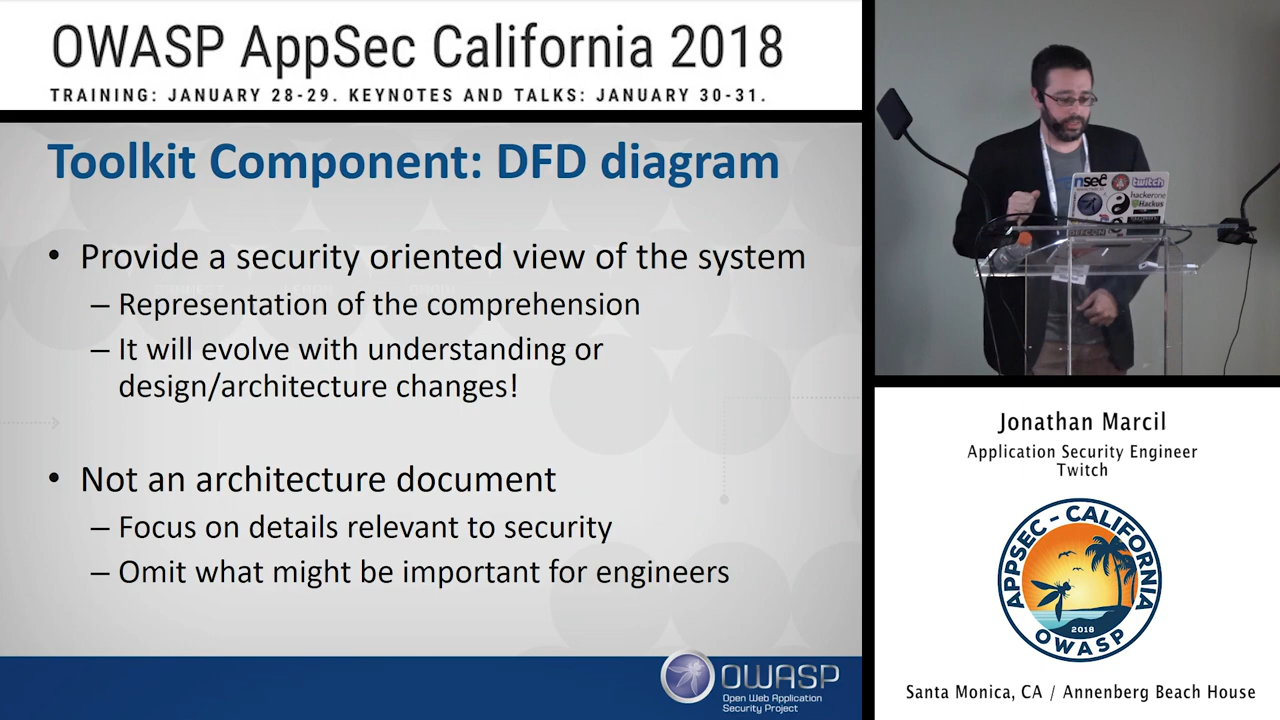 OWASP AppSec California 2018
TRAINING: JANUARY 28-29. KEYNOTES AND TALKS: JANUARY 30-31.
Toolkit Component: DFD diagram
• Provide a security oriented view of the system
– Representation of the comprehension
– It will evolve with understanding or
design/architecture changes!
• Not an architecture document
– Focus on details relevant to security
– Omit what might be important for engineers
OWASP
Open Web Application
Security Project
nsec
twitch
hackerone
@Hackus
DEFCON
Jonathan Marcil
Application Security Engineer
Twitch
APPSEC - CALIFORNIA
2018
OWASP
Santa Monica, CA / Annenberg Beach House